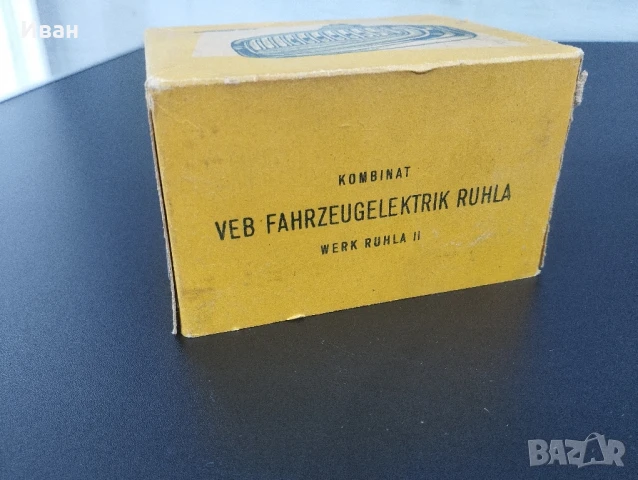 Иван
KOMBINAT
VEB FAHRZEUGELEKTRIK RUHLA
WERK RUHLA II
BAZAR